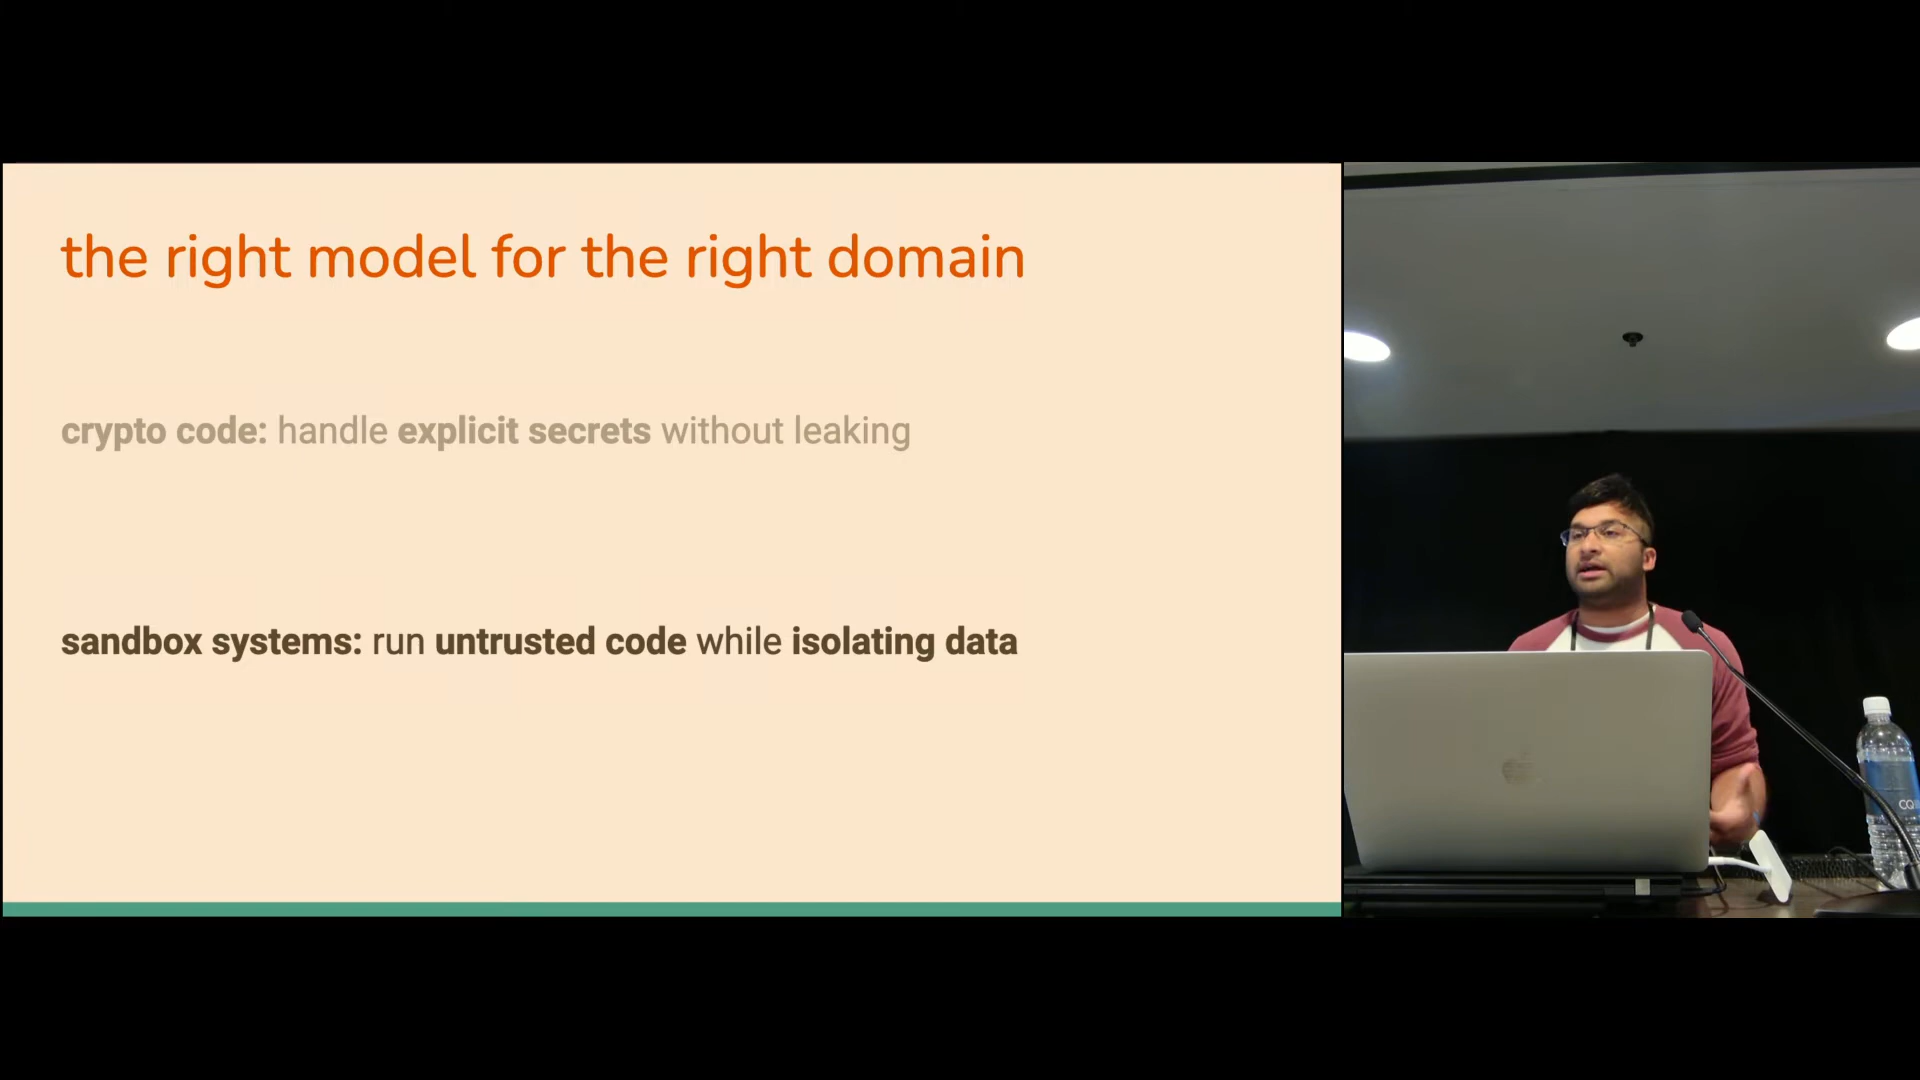 the right model for the right domain
crypto code: handle explicit secrets without leaking
sandbox systems: run untrusted code while isolating data
CQ